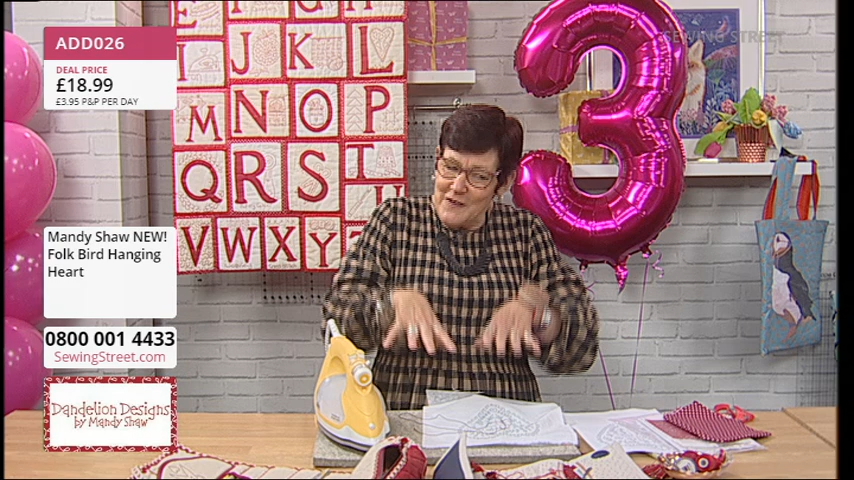 ADD026
DEAL PRICE
£18.99
£3.95 P&P PER DAY
Mandy Shaw NEW!
Folk Bird Hanging
Heart
0800 001 4433
SewingStreet.com
Dandelion Designs
by Mandy Shaw
SEWING STREET
J K L
M N O P
Q R S T
V W X Y
3